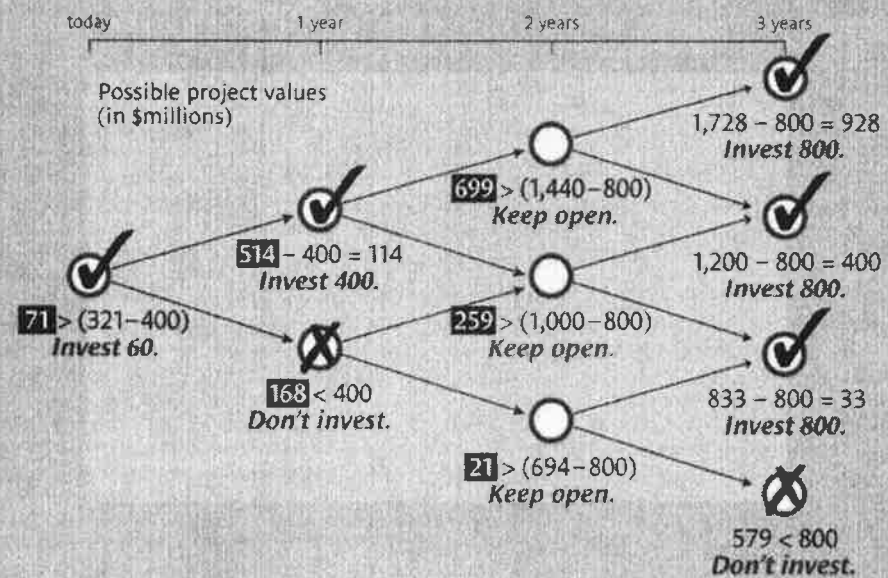 today 1 year 2 years 3 years
Possible project values
(in $millions)
1,728 – 800 = 928
Invest 800.
699 > (1,440–800)
Keep open.
514 – 400 = 114
Invest 400.
1,200 – 800 = 400
Invest 800.
71 > (321–400)
Invest 60.
259 > (1,000–800)
Keep open.
168 < 400
Don't invest.
833 – 800 = 33
Invest 800.
21 > (694–800)
Keep open.
579 < 800
Don't invest.